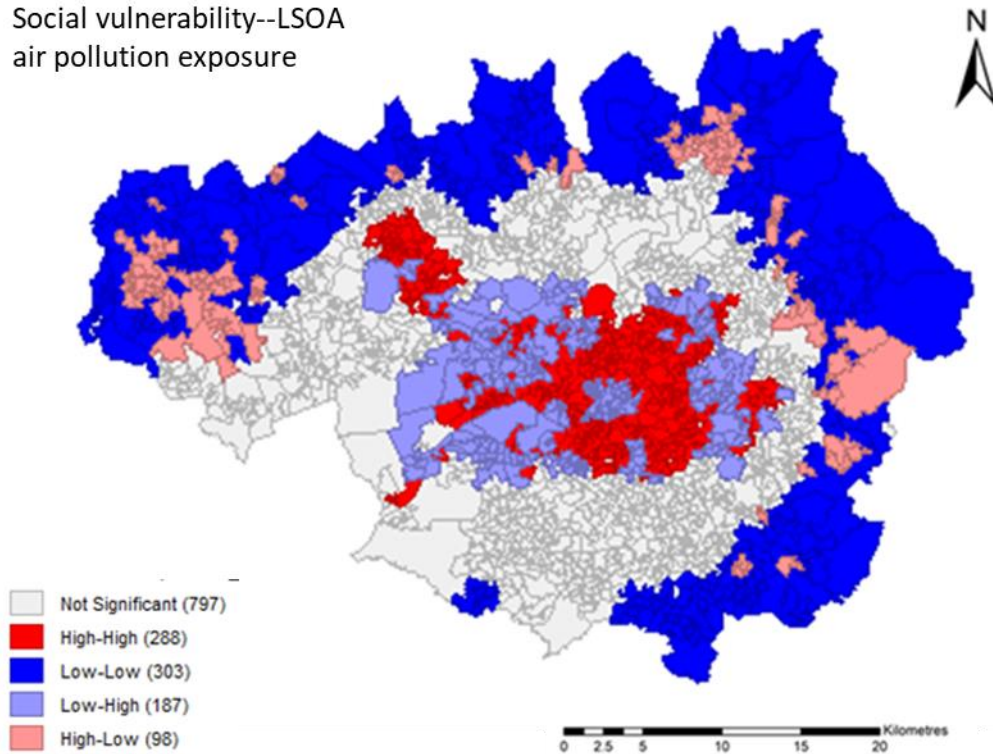 Social vulnerability--LSOA
air pollution exposure
N
Not Significant (797)
High-High (288)
Low-Low (303)
Low-High (187)
High-Low (98)
Kilometres
0 2.5 5 10 15 20